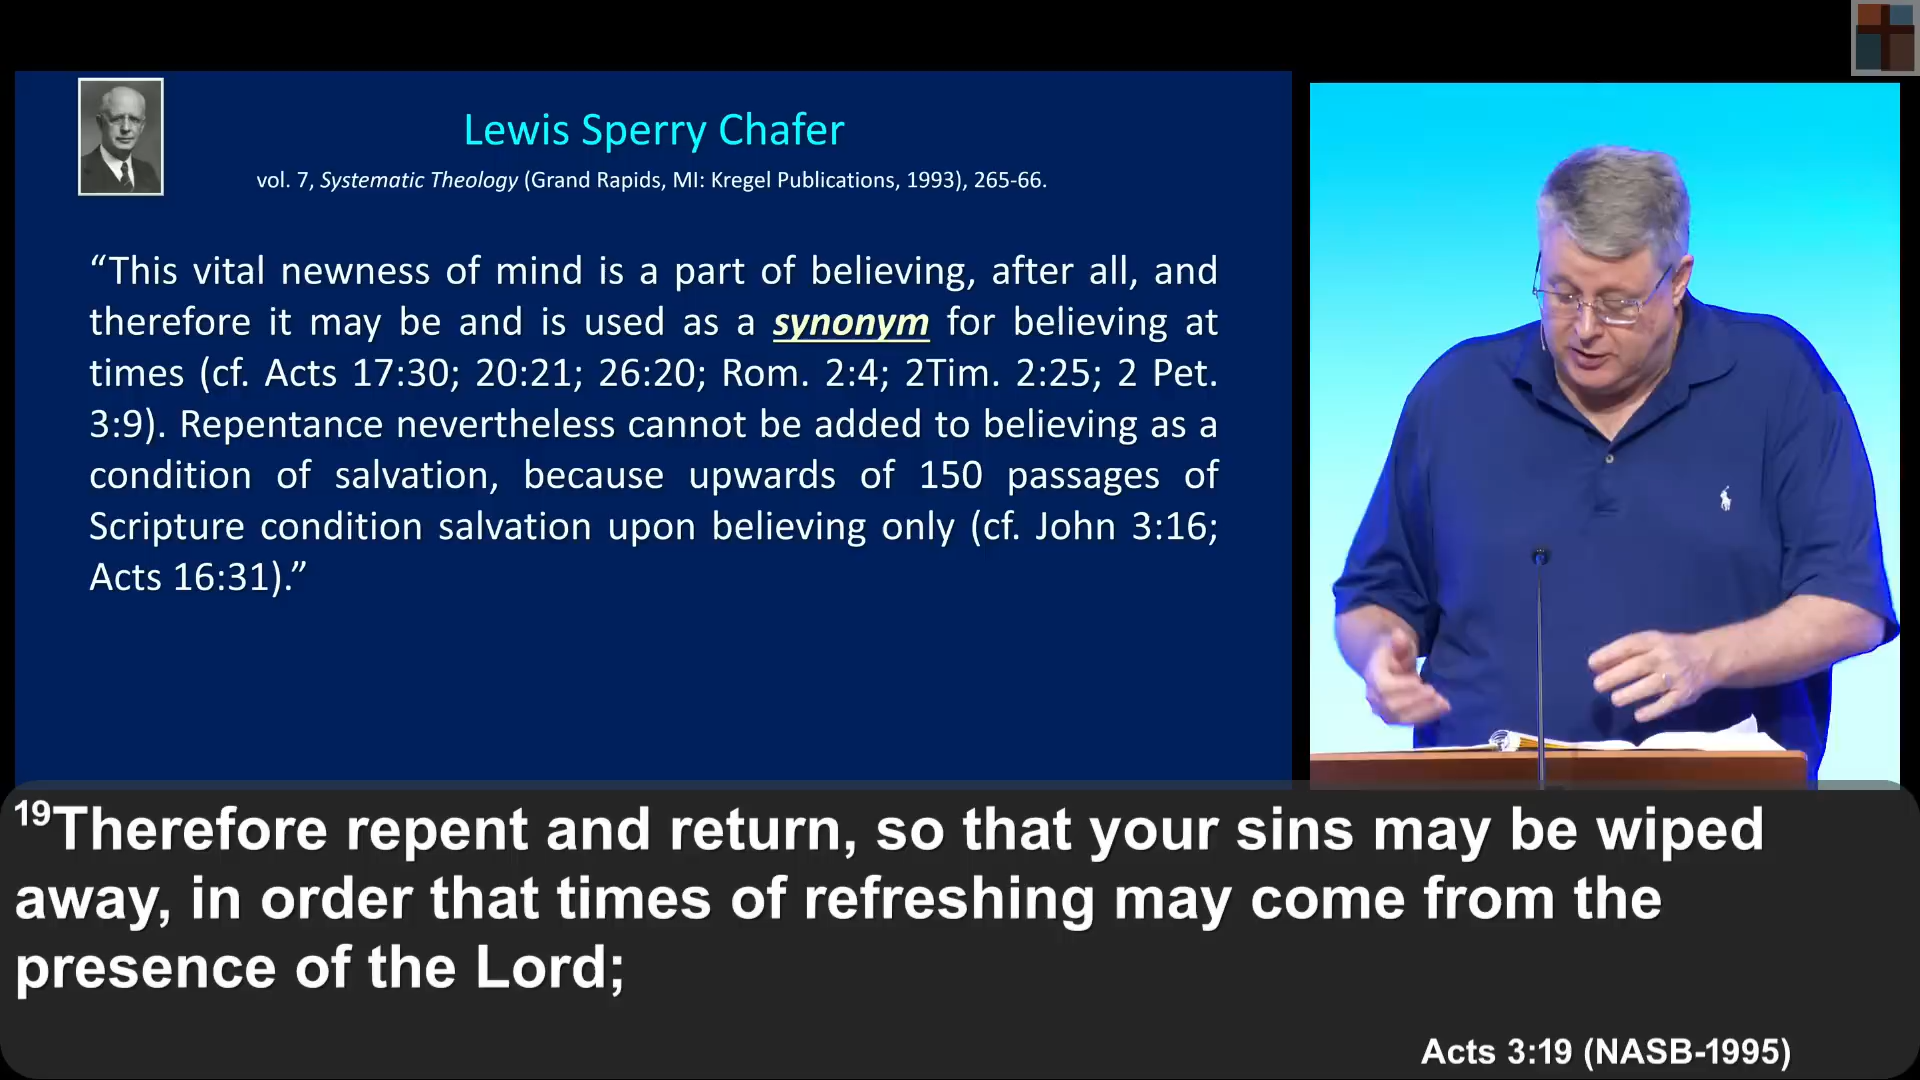 Lewis Sperry Chafer
vol. 7, Systematic Theology (Grand Rapids, MI: Kregel Publications, 1993), 265-66.
“This vital newness of mind is a part of believing, after all, and
therefore it may be and is used as a synonym for believing at
times (cf. Acts 17:30; 20:21; 26:20; Rom. 2:4; 2Tim. 2:25; 2 Pet.
3:9). Repentance nevertheless cannot be added to believing as a
condition of salvation, because upwards of 150 passages of
Scripture condition salvation upon believing only (cf. John 3:16;
Acts 16:31).”
19Therefore repent and return, so that your sins may be wiped
away, in order that times of refreshing may come from the
presence of the Lord;
Acts 3:19 (NASB-1995)